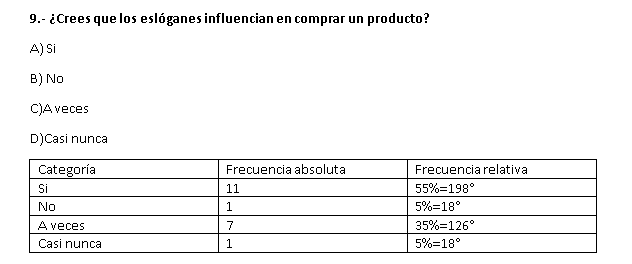 9.- ¿Crees que los eslóganes influencian en comprar un producto?
A) Si
B) No
C)A veces
D)Casi nunca
Categoría Frecuencia absoluta Frecuencia relativa
Si 11 55%=198°
No 1 5%=18°
A veces 7 35%=126°
Casi nunca 1 5%=18°